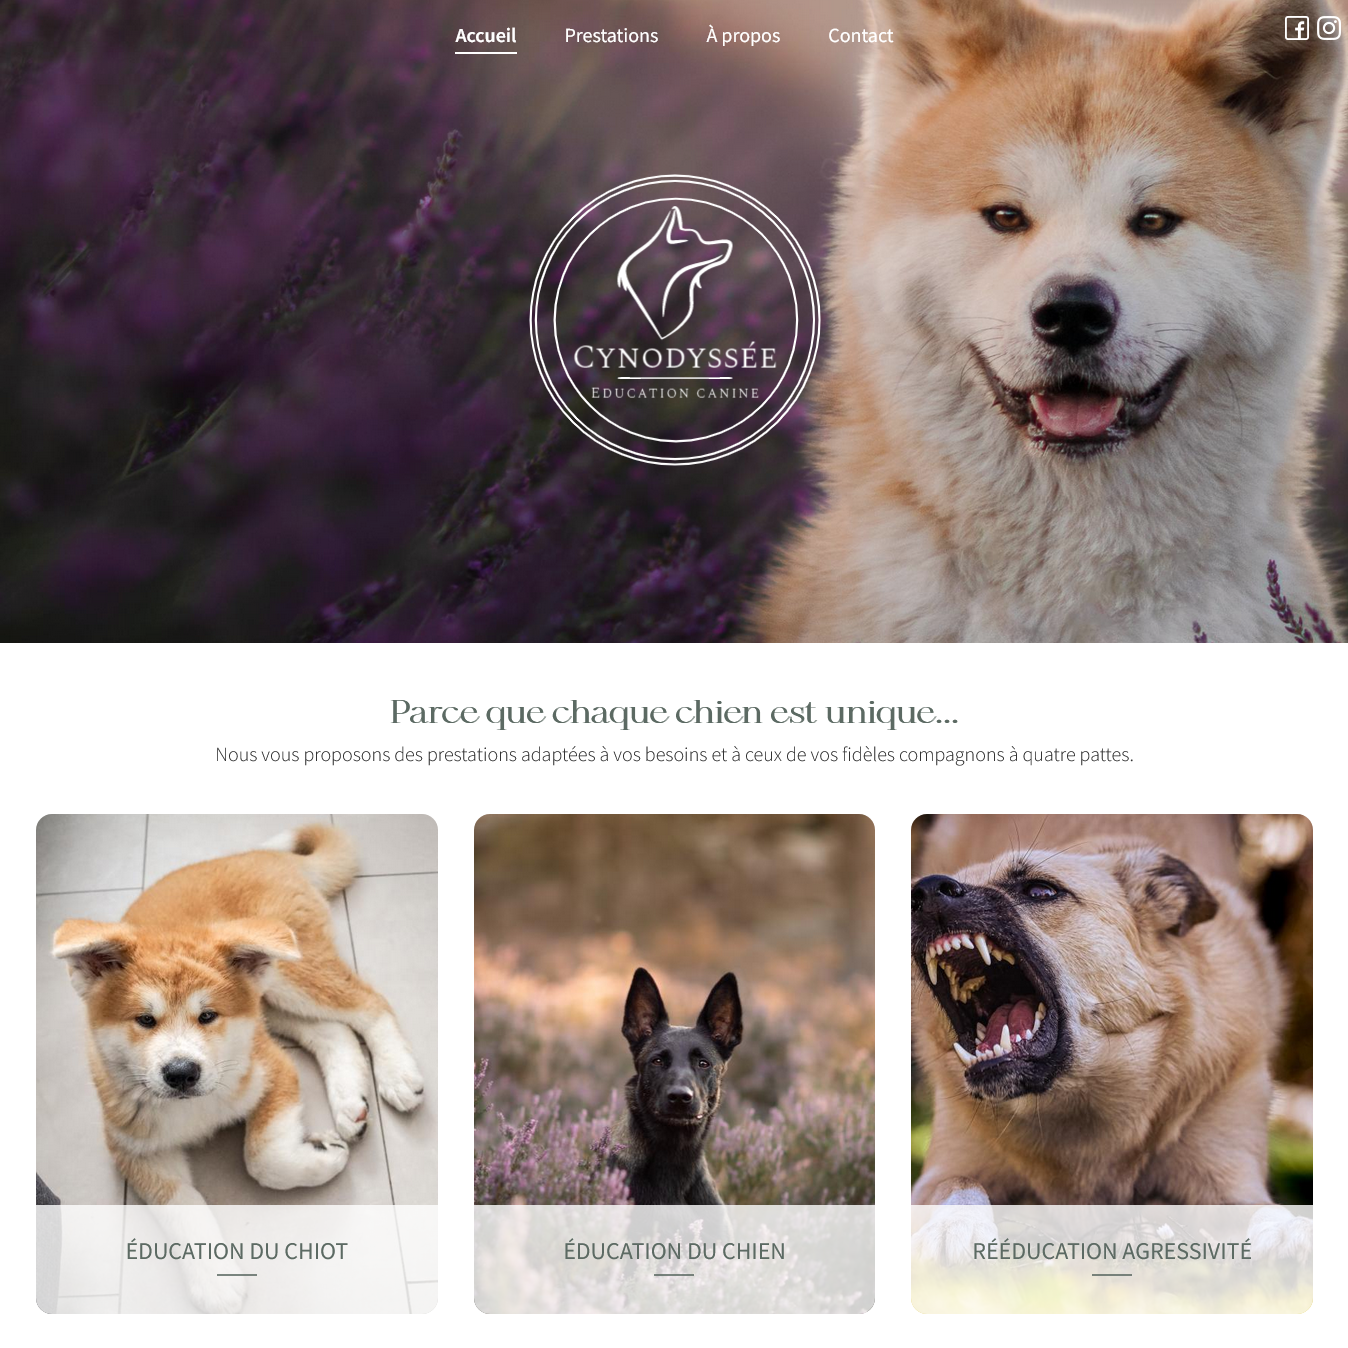 Accueil
Prestations
À propos
Contact
CYNODYSSÉE
EDUCATION CANINE
Parce que chaque chien est unique...
Nous vous proposons des prestations adaptées à vos besoins et à ceux de vos fidèles compagnons à quatre pattes.
ÉDUCATION DU CHIOT
ÉDUCATION DU CHIEN
RÉÉDUCATION AGRESSIVITÉ